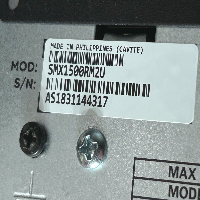 MADE IN PHILIPPINES (CAVITE)
MOD: SMX1500RM2U
S/N: AS1831144317
MAX
MODE